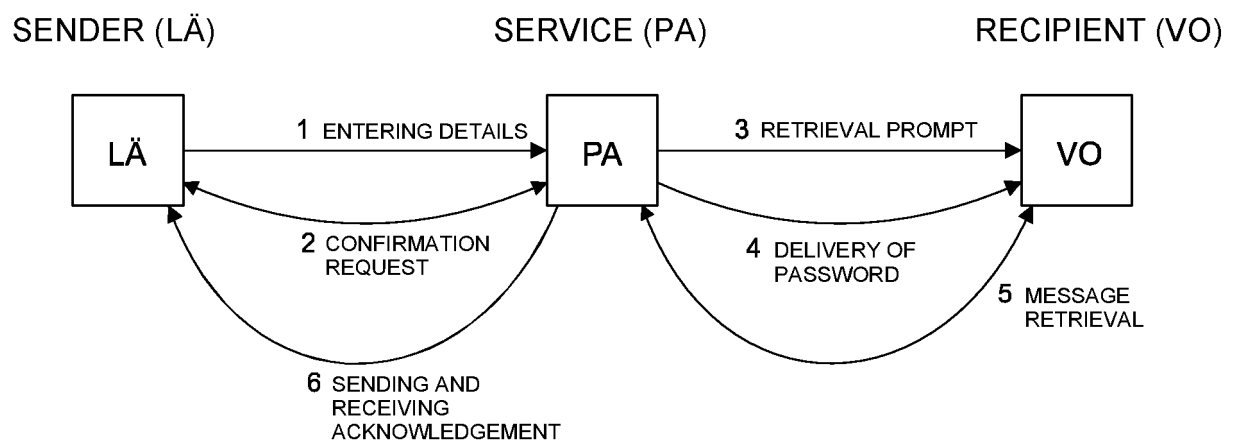 SENDER (LÄ)
SERVICE (PA)
RECIPIENT (VO)
LÄ
1 ENTERING DETAILS
PA
3 RETRIEVAL PROMPT
VO
2 CONFIRMATION
REQUEST
4 DELIVERY OF
PASSWORD
5 MESSAGE
RETRIEVAL
6 SENDING AND
RECEIVING
ACKNOWLEDGEMENT